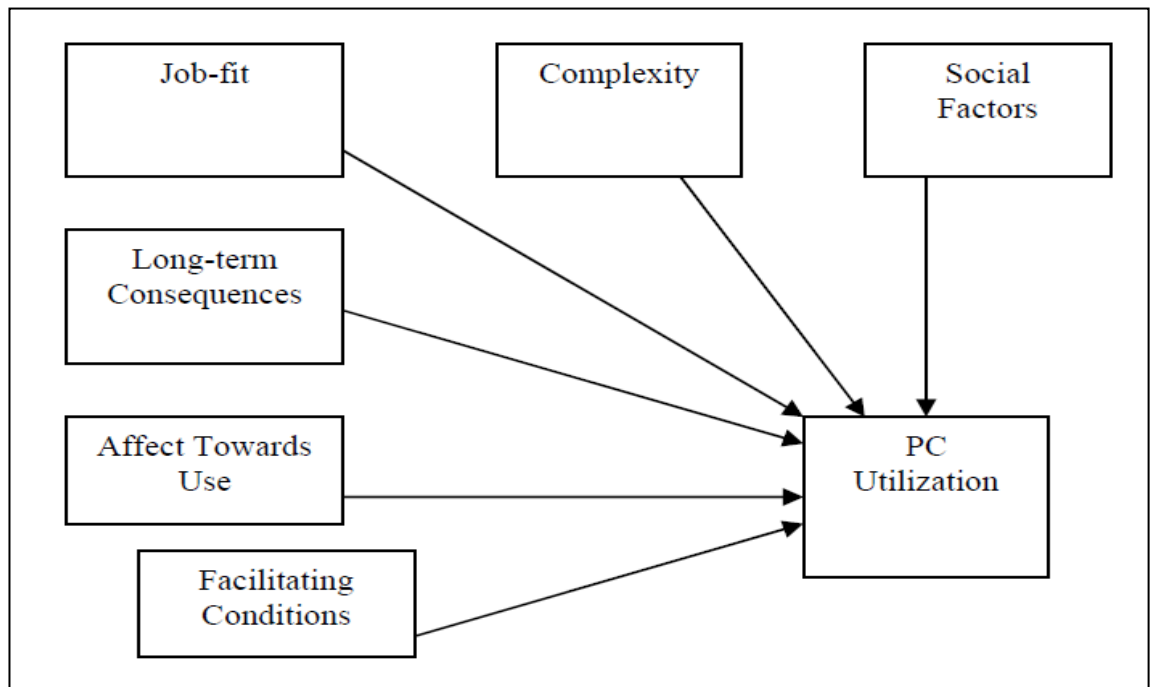 Job-fit
Complexity
Social
Factors
Long-term
Consequences
Affect Towards
Use
PC
Utilization
Facilitating
Conditions